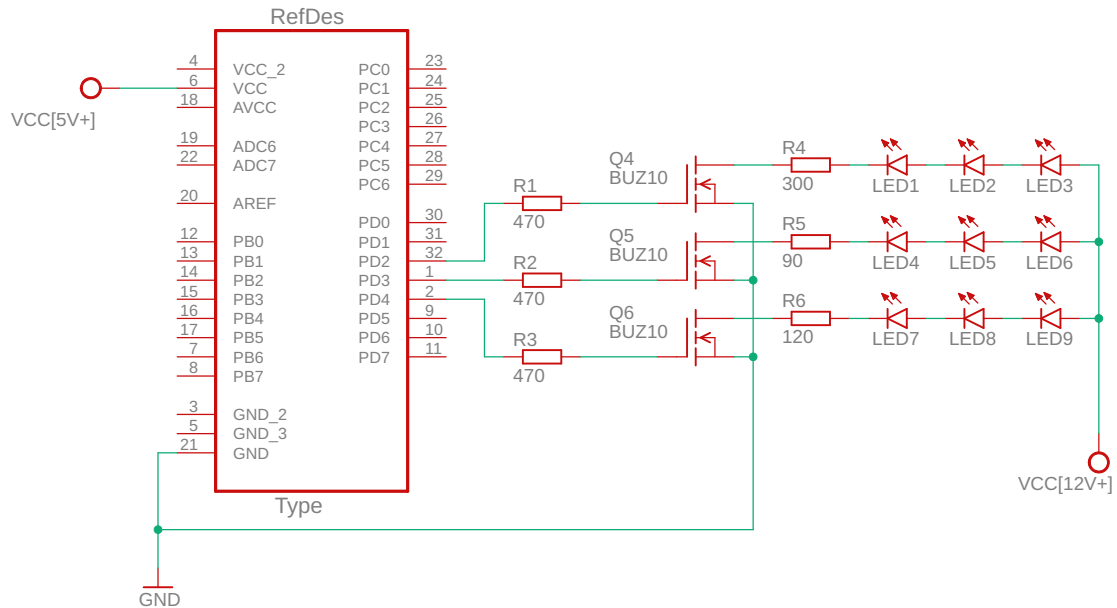 RefDes
4 VCC_2 PC0 23
6 VCC PC1 24
18 AVCC PC2 25
VCC[5V+]
PC3 26
19 ADC6 PC4 27
22 ADC7 PC5 28
PC6 29
20 AREF
PD0 30
12 PB0 PD1 31
13 PB1 PD2 32
14 PB2 PD3 1
15 PB3 PD4 2
16 PB4 PD5 9
17 PB5 PD6 10
7 PB6 PD7 11
8 PB7
3 GND_2
5 GND_3
21 GND
Type
GND
R1
470
R2
470
R3
470
Q4
BUZ10
Q5
BUZ10
Q6
BUZ10
R4
300
LED1 LED2 LED3
R5
90
LED4 LED5 LED6
R6
120
LED7 LED8 LED9
VCC[12V+]